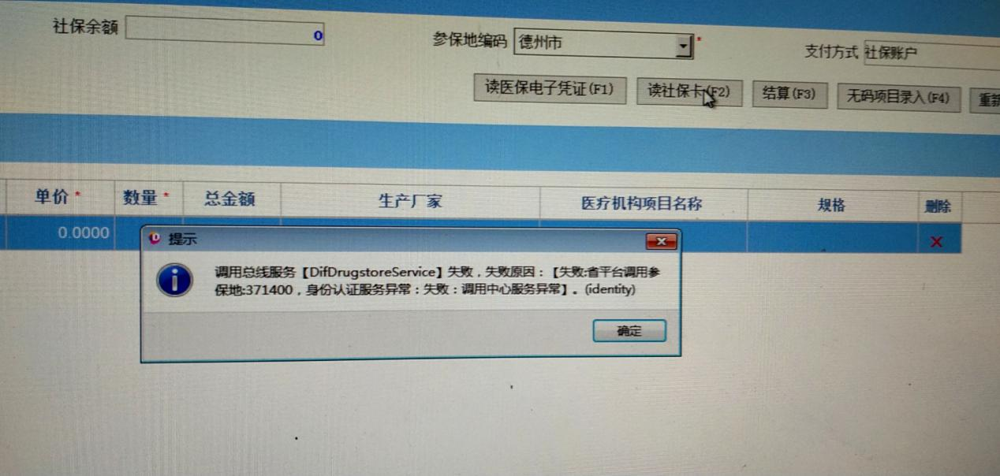 社保余额 0 参保地编码 德州市 * 支付方式 社保账户
读医保电子凭证(F1) 读社保卡(F2) 结算(F3) 无码项目录入(F4) 重新
单价 * 数量 * 总金额 生产厂家 医疗机构项目名称 规格 删除
0.0000 X
提示
调用总线服务【DifDrugstoreService】失败，失败原因：【失败:省平台调用参
保地:371400，身份认证服务异常：失败：调用中心服务异常】。(identity)
确定